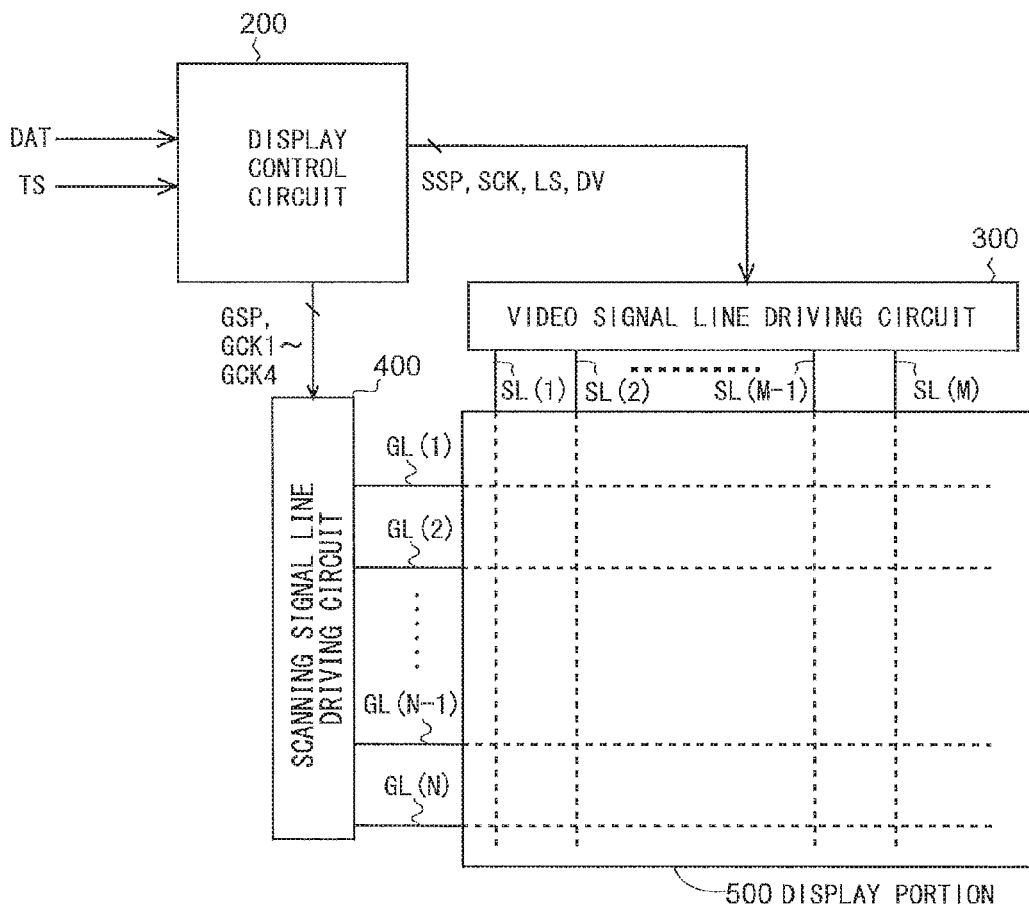 200
DAT
TS
DISPLAY
CONTROL
CIRCUIT
SSP, SCK, LS, DV
300
VIDEO SIGNAL LINE DRIVING CIRCUIT
GSP,
GCK1~
GCK4
400
SL(1)
SL(2)
SL(M-1)
SL(M)
SCANNING SIGNAL LINE
DRIVING CIRCUIT
GL(1)
GL(2)
GL(N-1)
GL(N)
500 DISPLAY PORTION